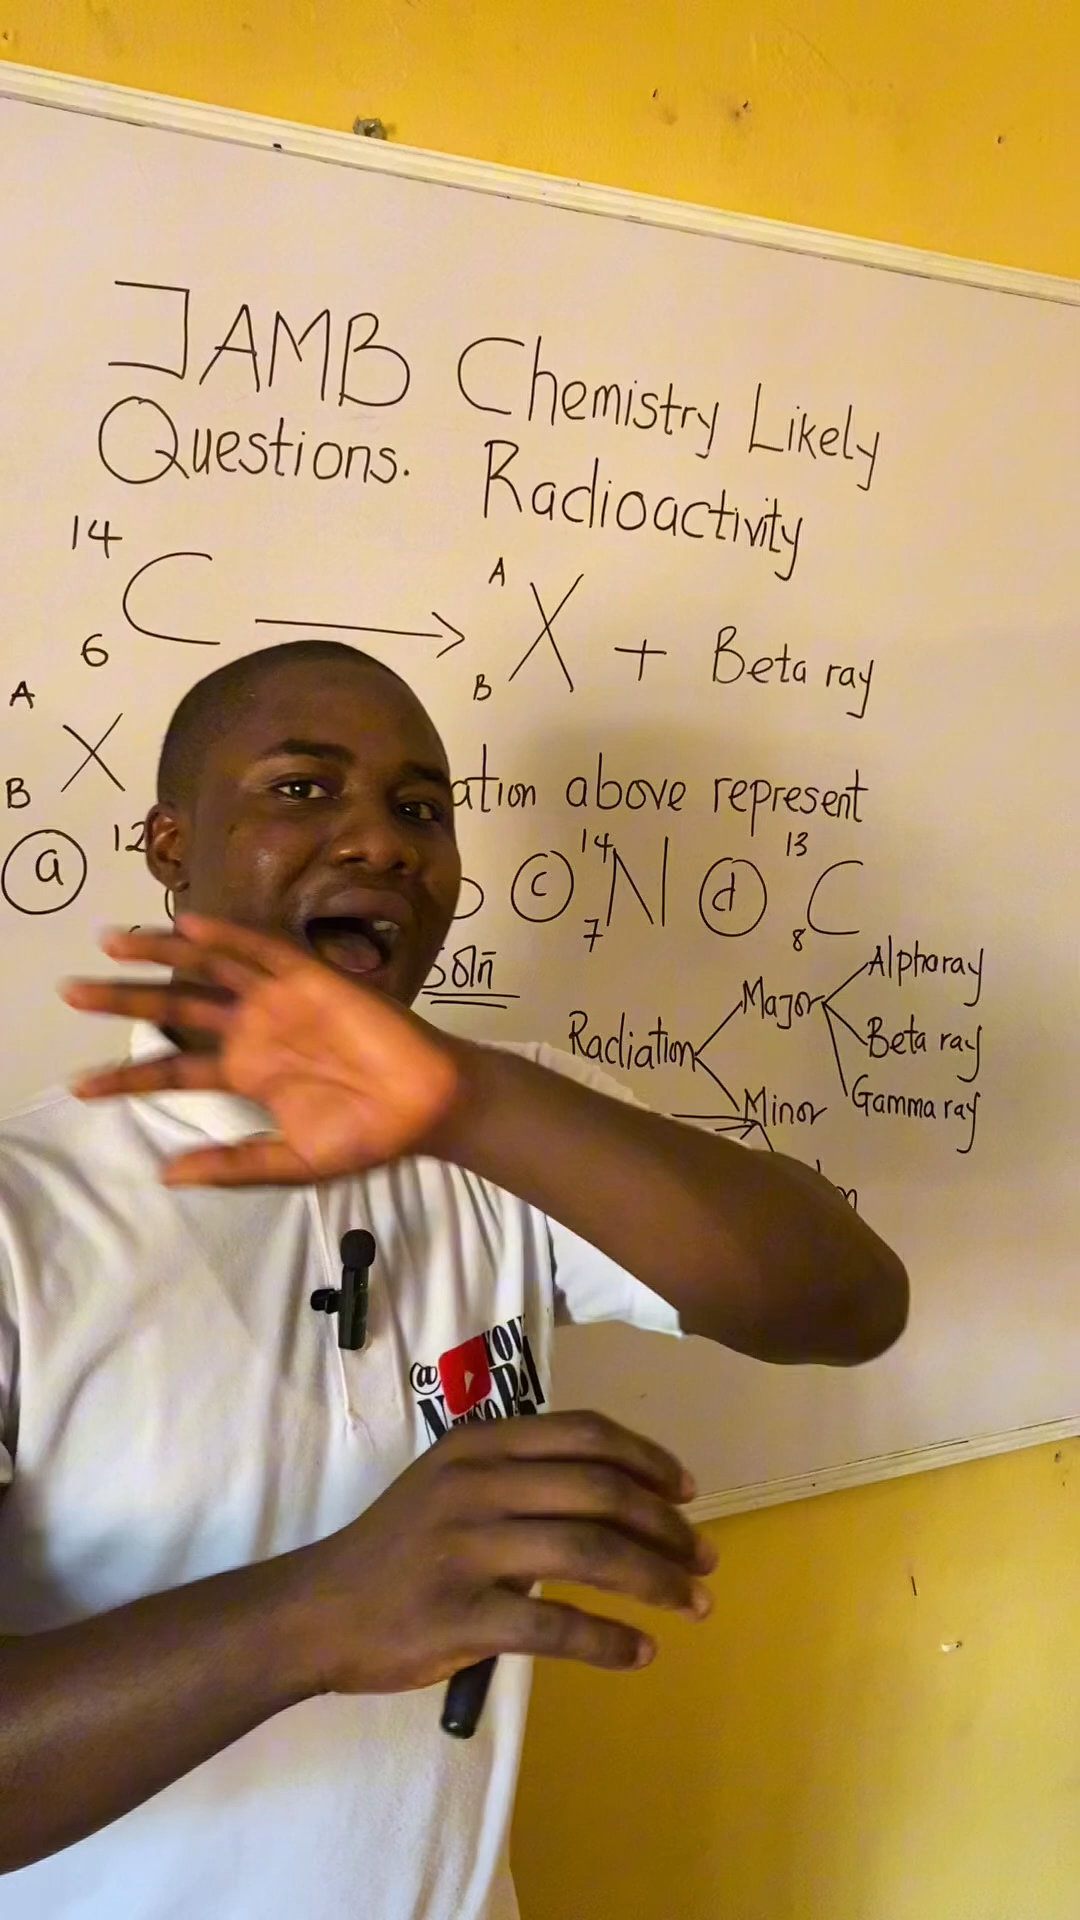 JAMB Chemistry Likely
Questions. Radioactivity
14 6 C → A B X + Beta ray
A B X above represent
a 12 c 14 7 N d 13 8 C
Soln
Radiation Major Alpharay
Beta ray
Gamma ray
Minor
@